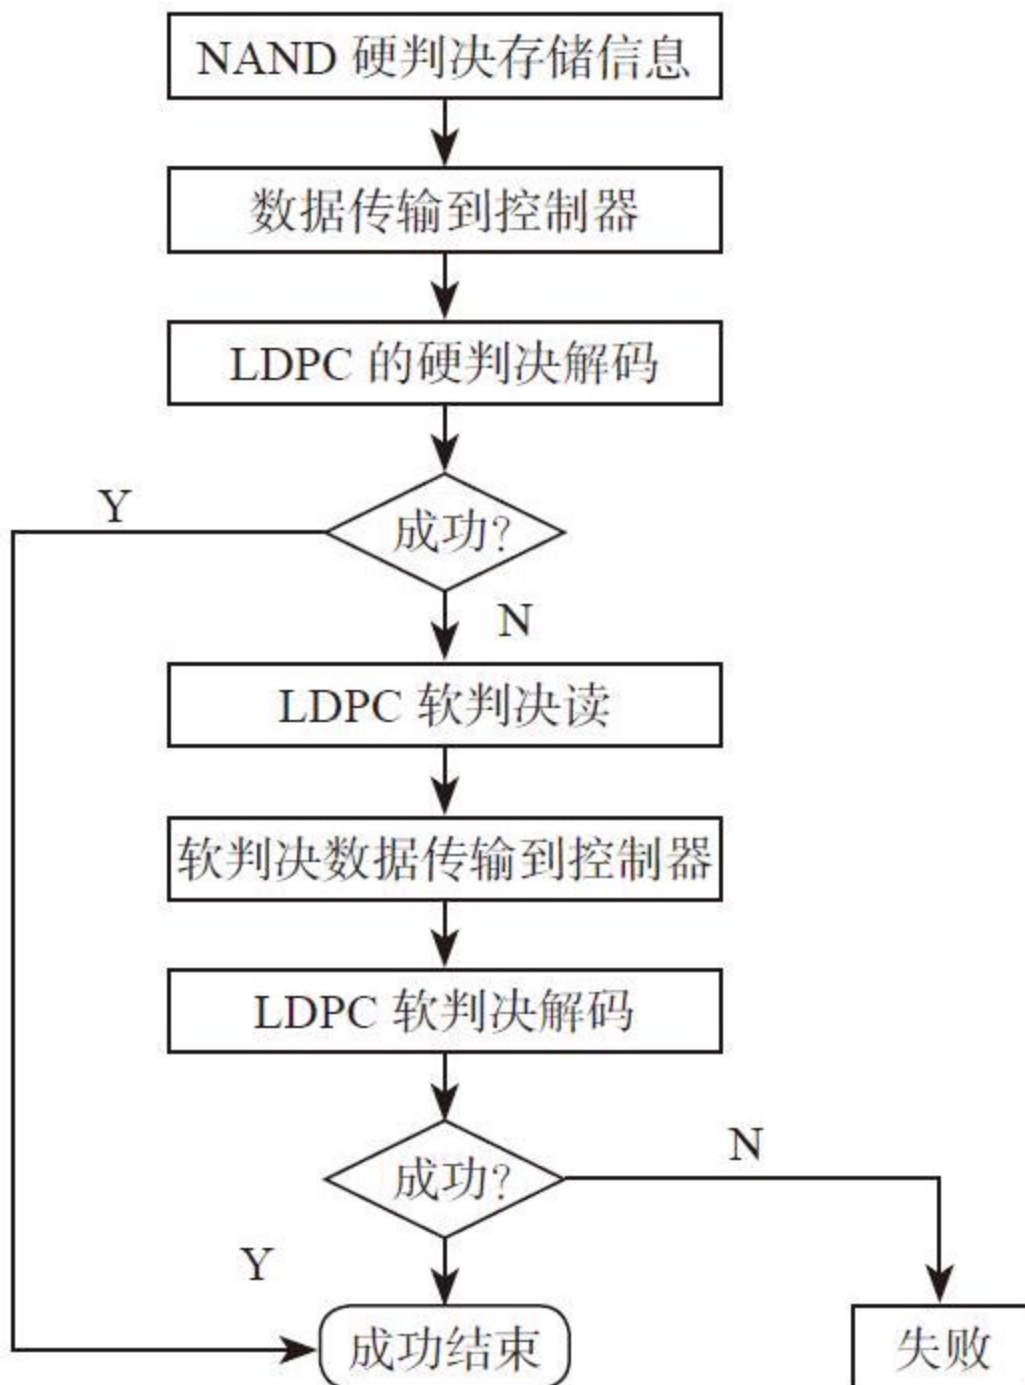 NAND 硬判决存储信息
数据传输到控制器
LDPC 的硬判决解码
Y
成功?
N
LDPC 软判决读
软判决数据传输到控制器
LDPC 软判决解码
成功?
N
Y
成功结束
失败